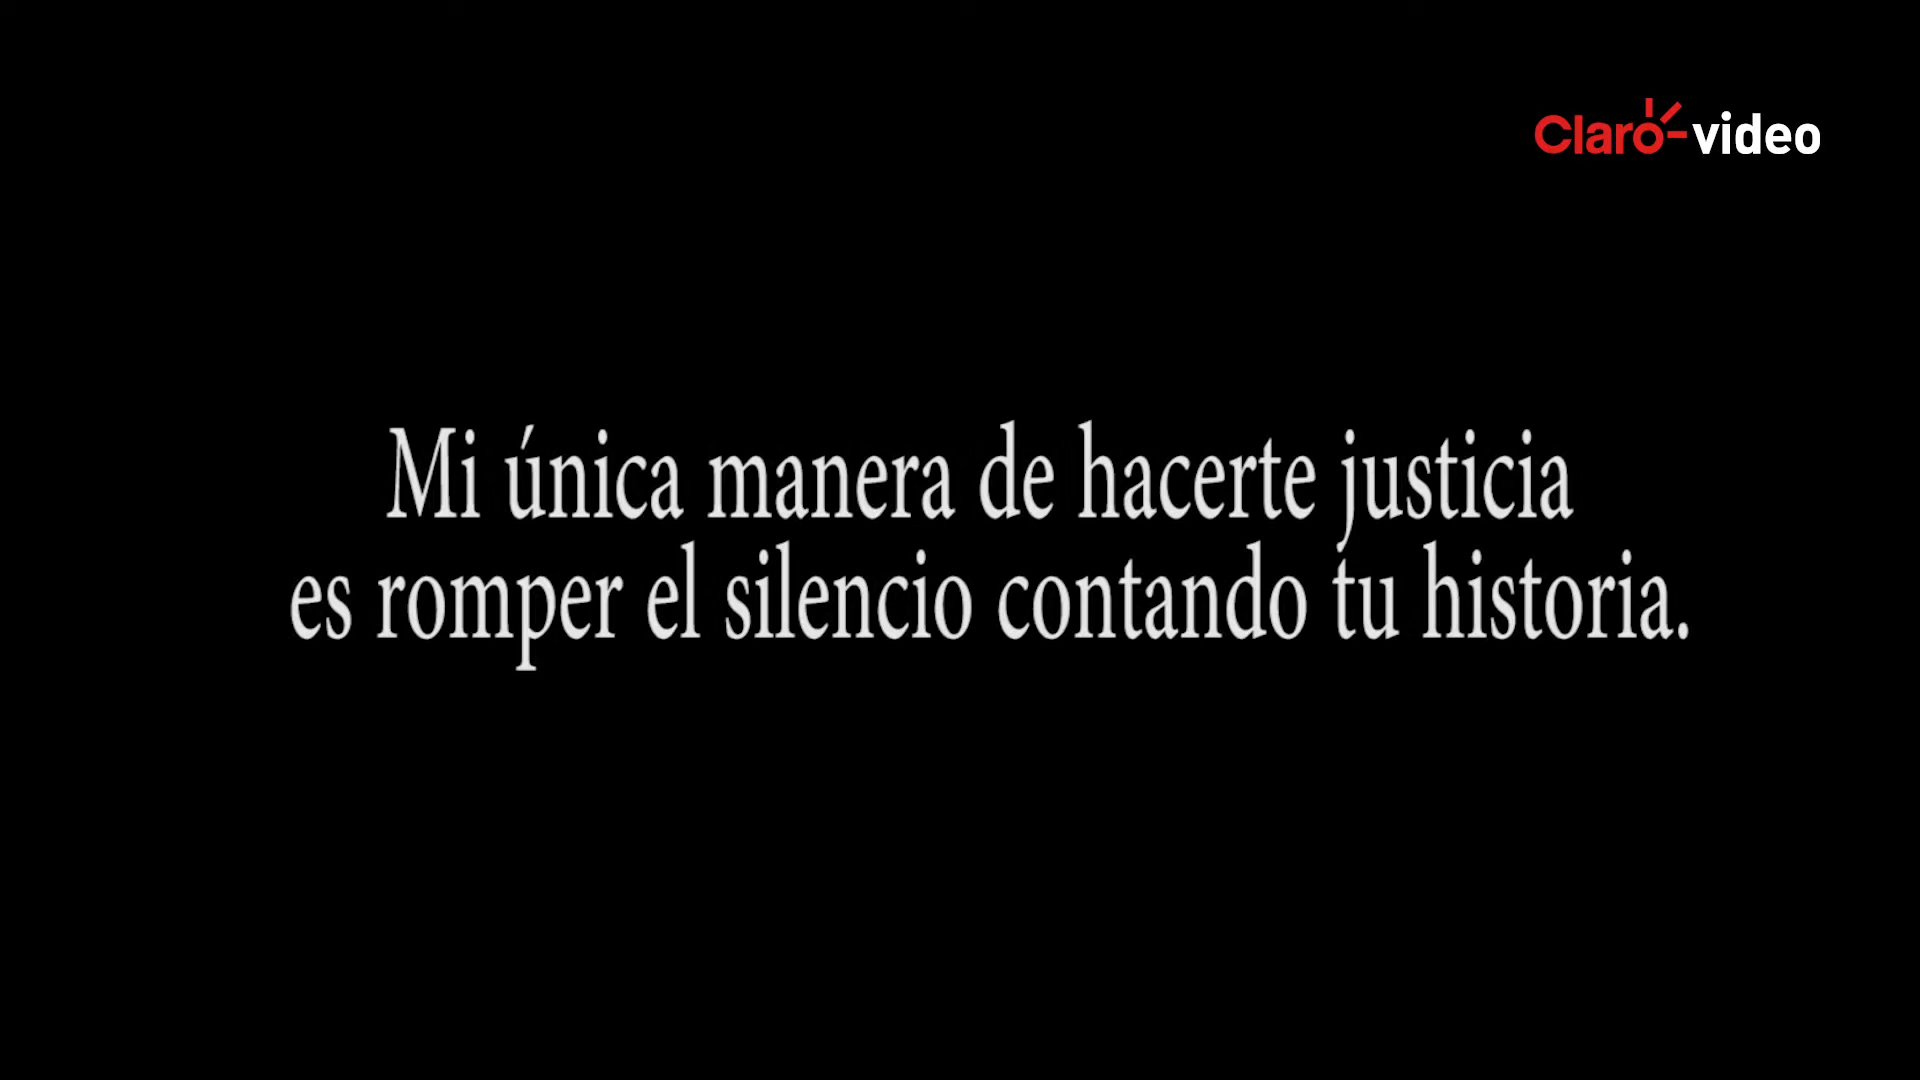 Claro-video
Mi única manera de hacerte justicia
es romper el silencio contando tu historia.